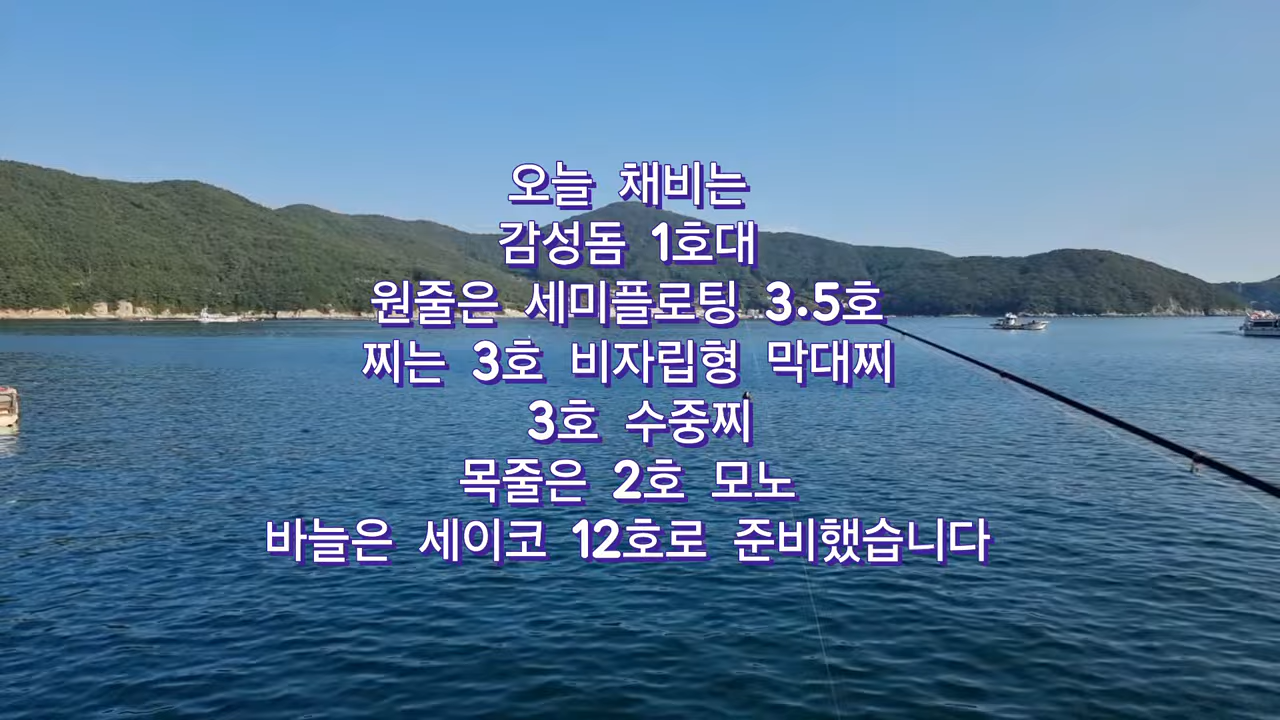 오늘 채비는
감성돔 1호대
원줄은 세미플로팅 3.5호
찌는 3호 비자립형 막대찌
3호 수중찌
목줄은 2호 모노
바늘은 세이코 12호로 준비했습니다